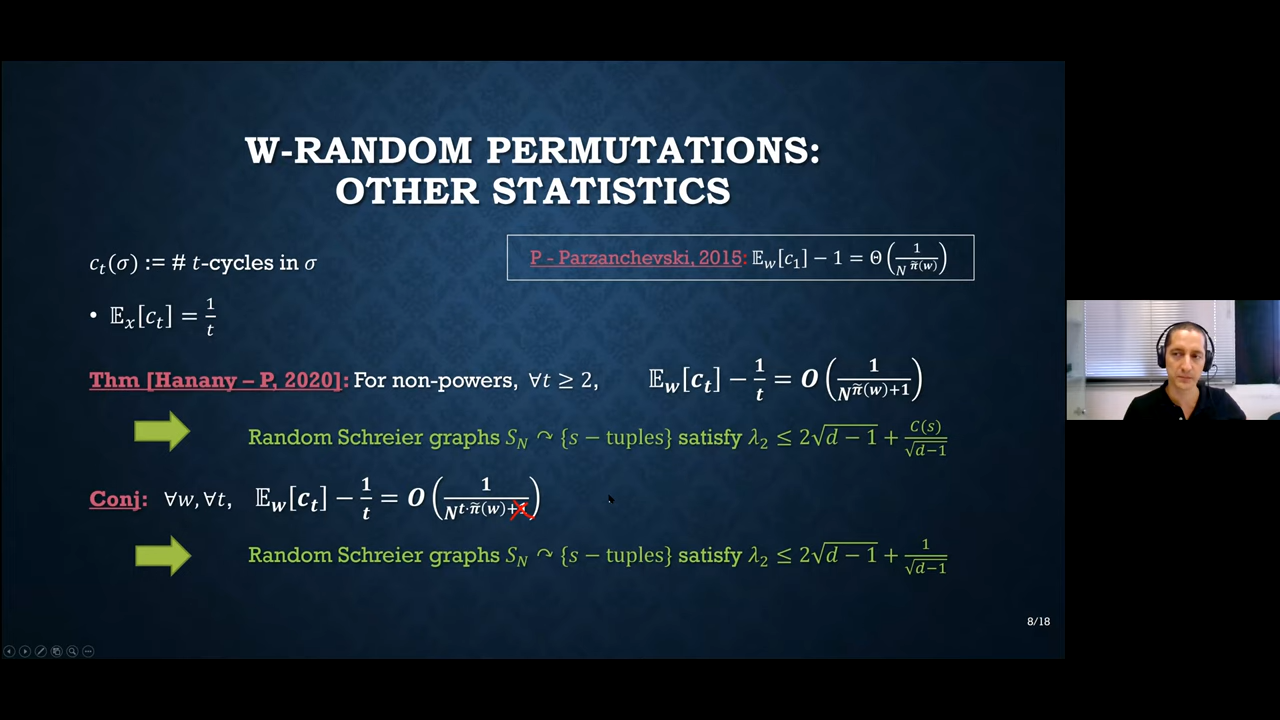 W-RANDOM PERMUTATIONS:
OTHER STATISTICS
c_t(σ) := # t-cycles in σ
P - Parzanchevski, 2015: 𝔼_w[c_1] − 1 = Θ(1/N^{π̃(w)})
• 𝔼_x[c_t] = 1/t
Thm [Hanany – P, 2020]: For non-powers, ∀t ≥ 2, 𝔼_w[c_t] − 1/t = O(1/N^{π̃(w)+1})
Random Schreier graphs S_N ↷ {s − tuples} satisfy λ_2 ≤ 2√(d−1) + C(s)/√(d−1)
Conj: ∀w, ∀t, 𝔼_w[c_t] − 1/t = O(1/N^{t·π̃(w)+1})
Random Schreier graphs S_N ↷ {s − tuples} satisfy λ_2 ≤ 2√(d−1) + 1/√(d−1)
8/18